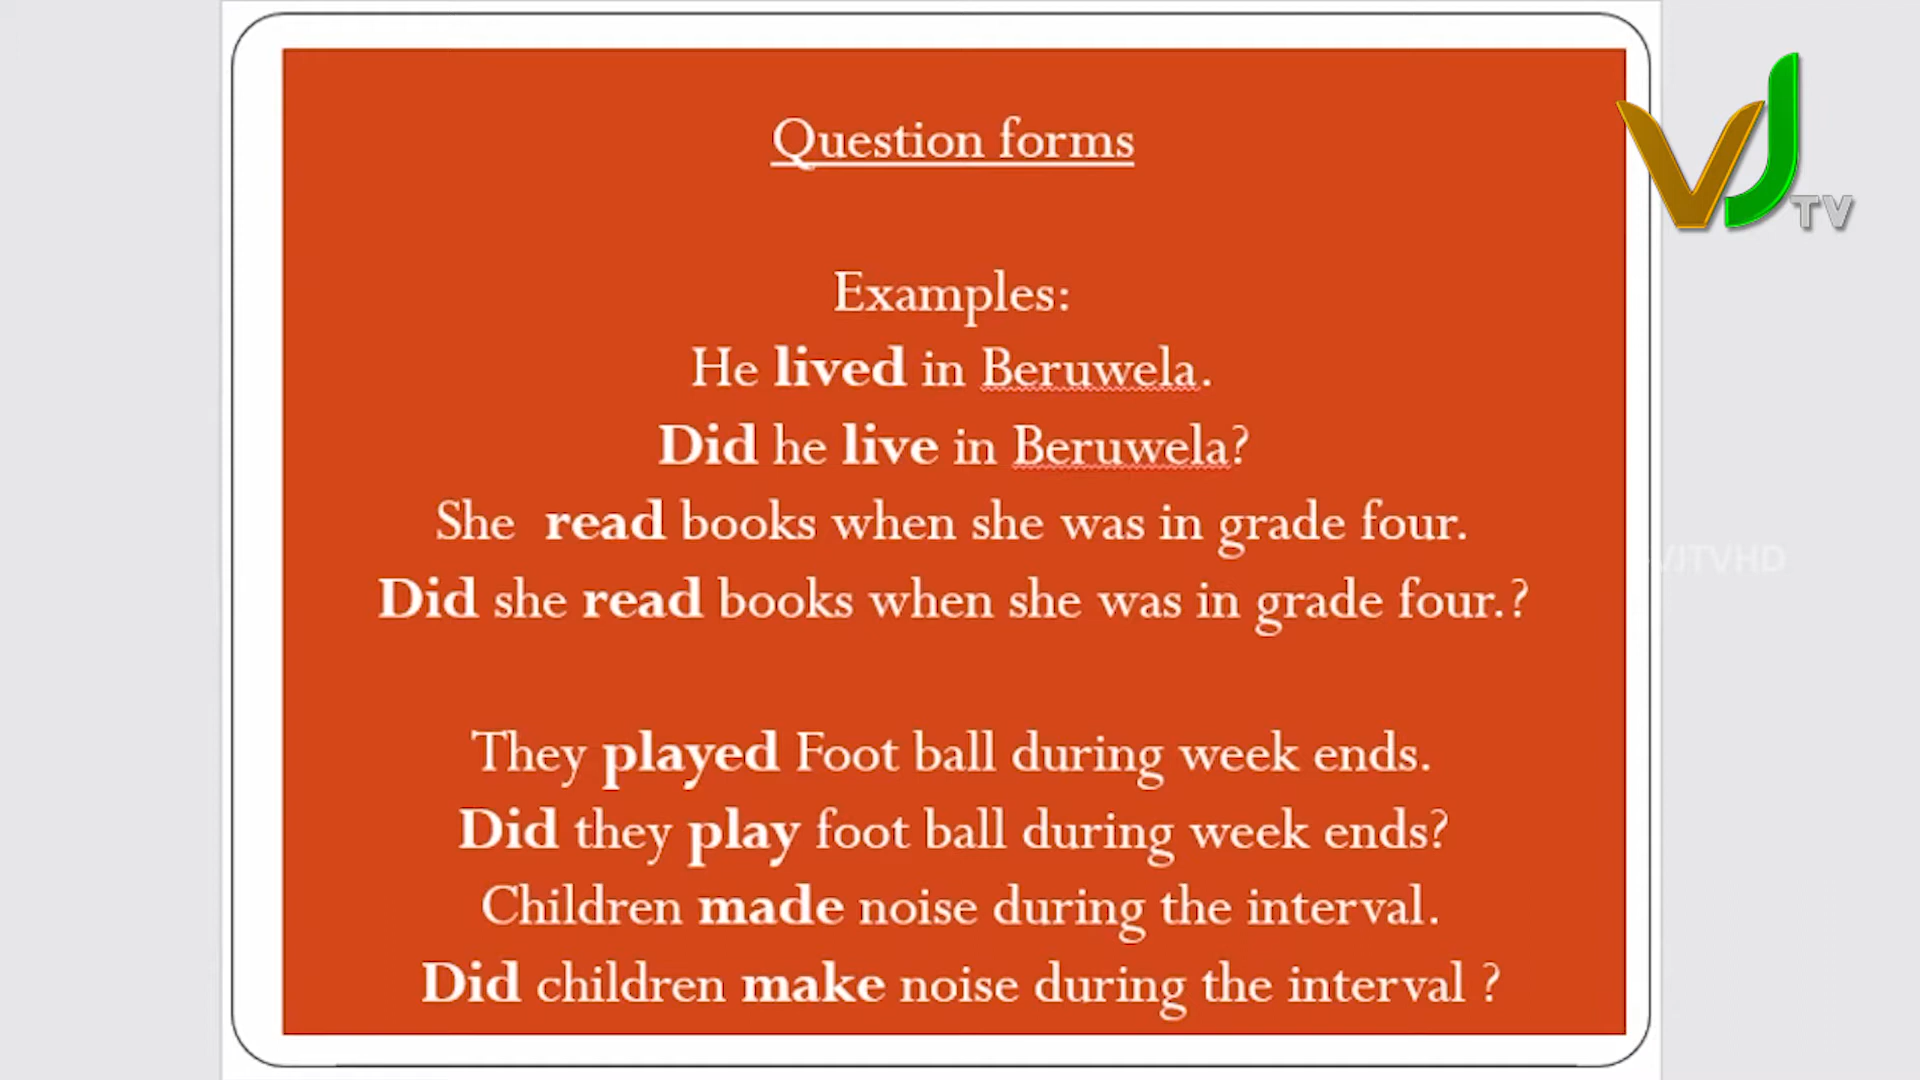 Question forms
VJ TV
Examples:
He lived in Beruwela.
Did he live in Beruwela?
She read books when she was in grade four.
VJTVHD
Did she read books when she was in grade four.?
They played Foot ball during week ends.
Did they play foot ball during week ends?
Children made noise during the interval.
Did children make noise during the interval ?